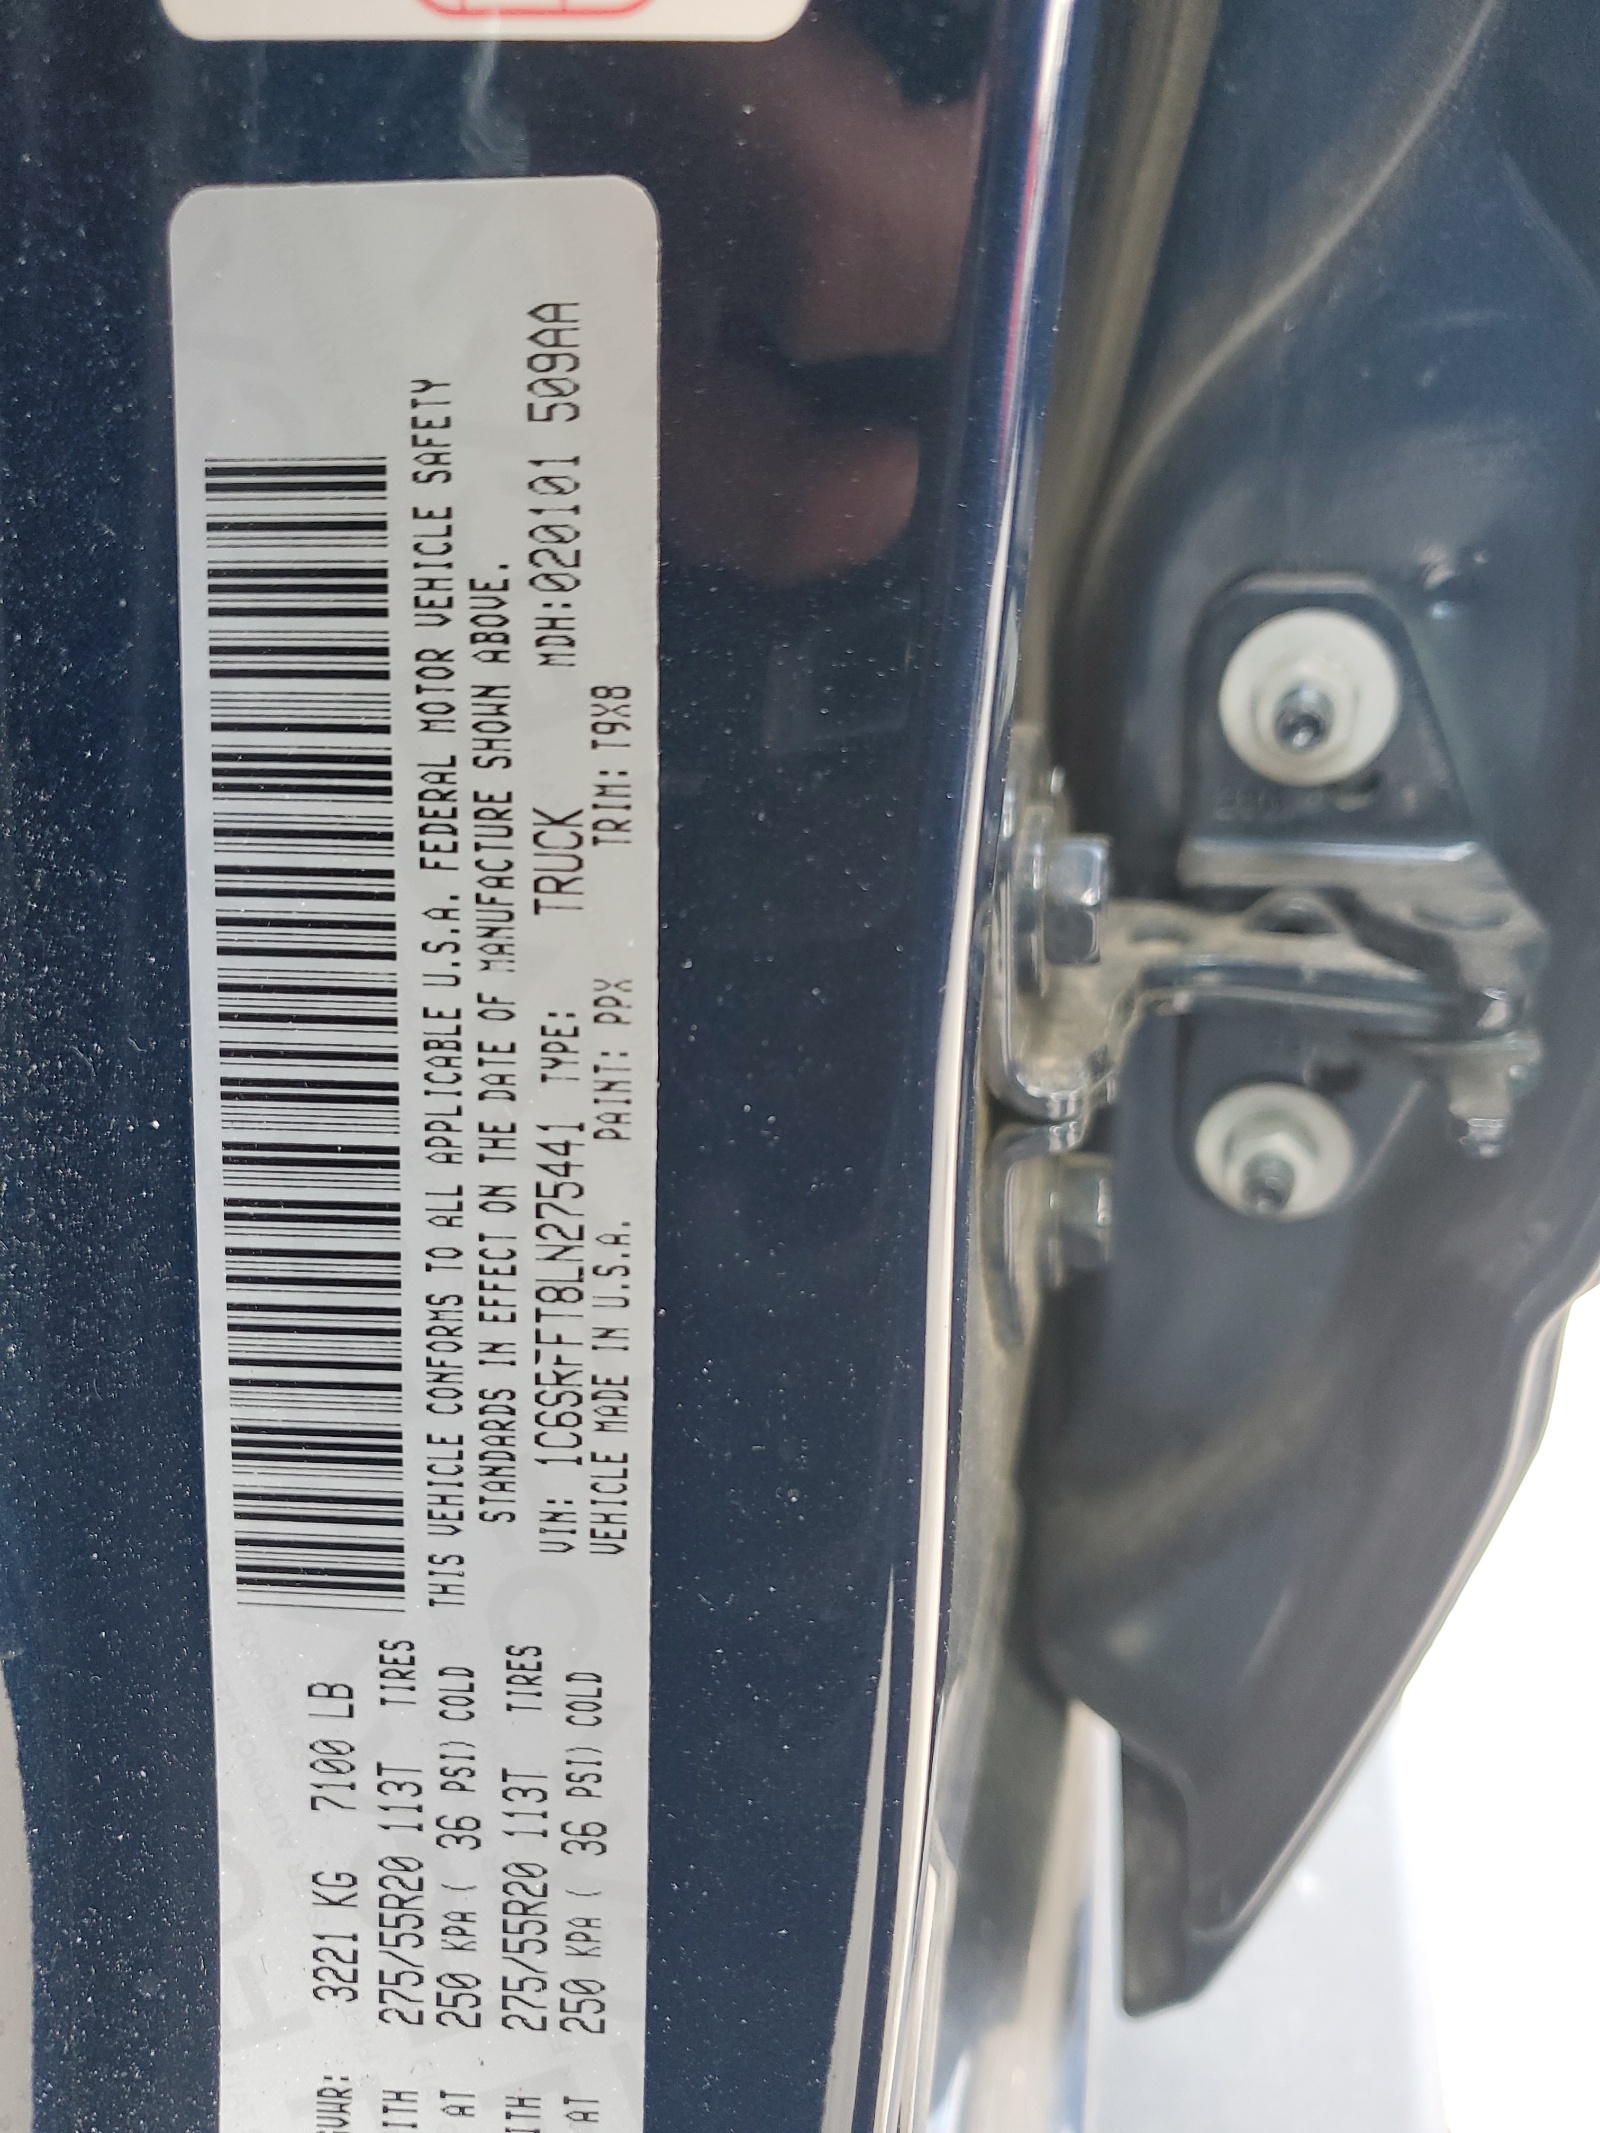 GVWR: 3221 KG 7100 LB
ITH 275/55R20 113T TIRES
AT 250 KPA ( 36 PSI) COLD
ITH 275/55R20 113T TIRES
AT 250 KPA ( 36 PSI) COLD
THIS VEHICLE CONFORMS TO ALL APPLICABLE U.S.A. FEDERAL MOTOR VEHICLE SAFETY
STANDARDS IN EFFECT ON THE DATE OF MANUFACTURE SHOWN ABOVE.
VIN: 1C6SRFFT8LN275441 TYPE: TRUCK MDH:020101 509AA
VEHICLE MADE IN U.S.A. PAINT: PPX TRIM: T9X8